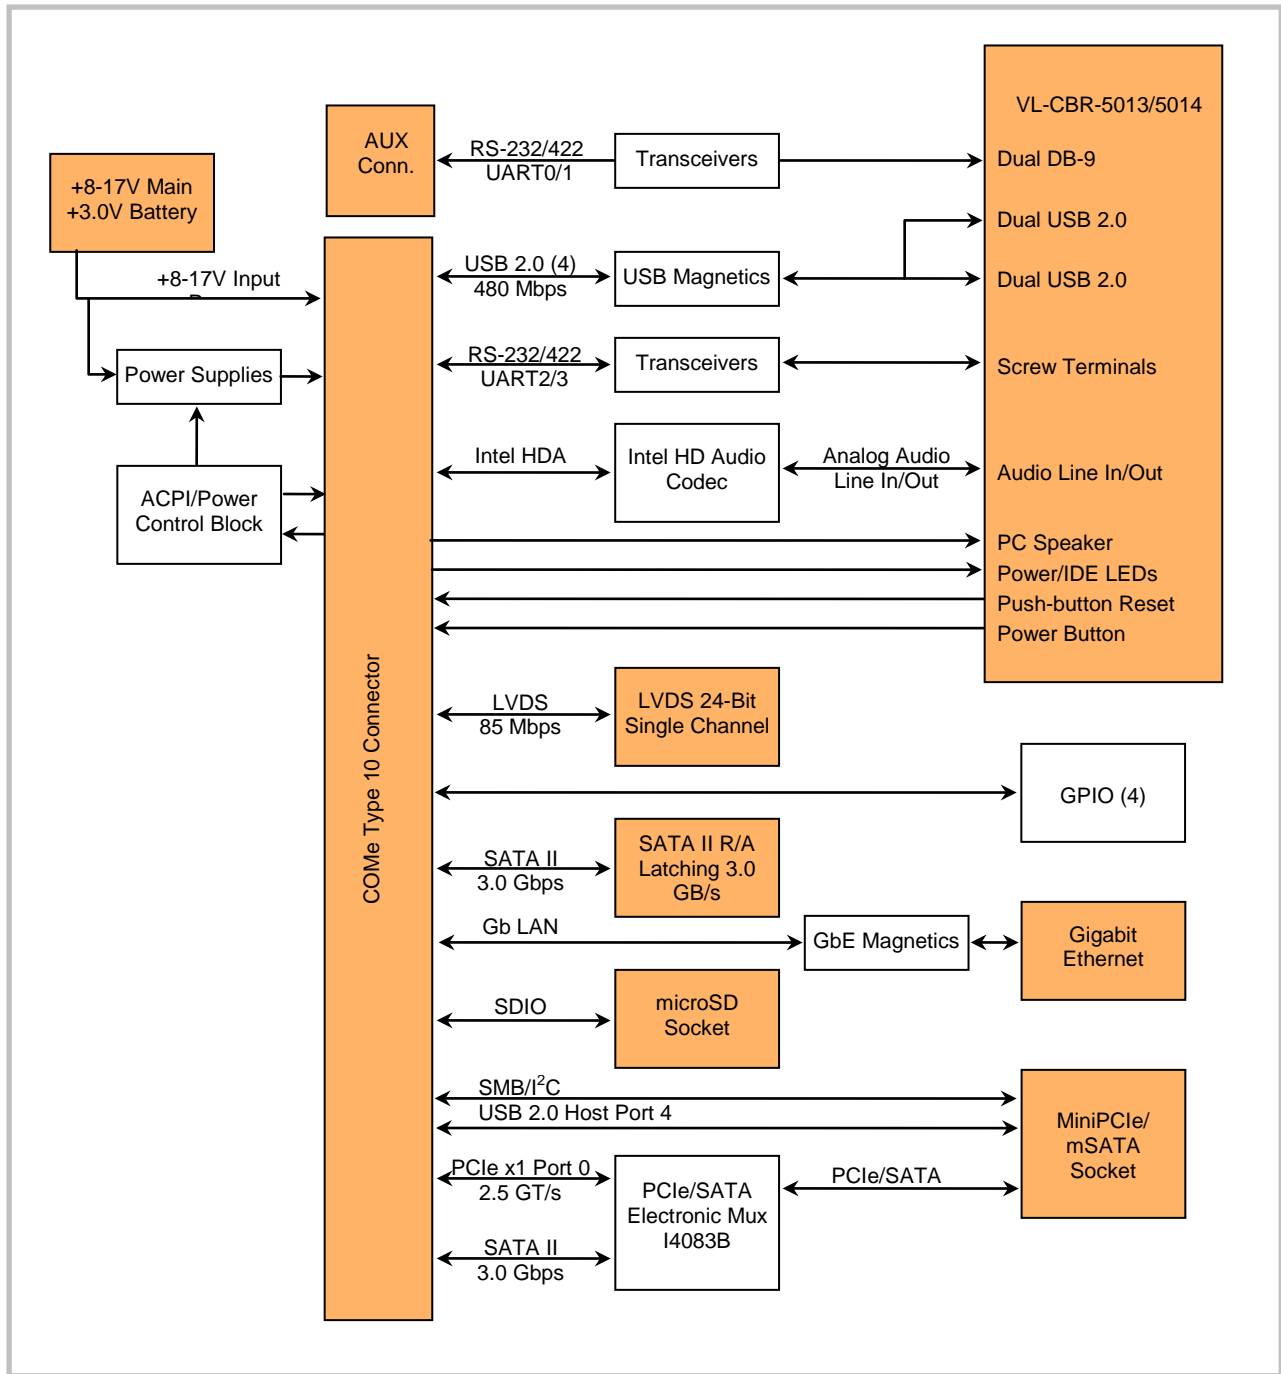 VL-CBR-5013/5014
AUX
Conn.
RS-232/422
UART0/1
Transceivers
Dual DB-9
+8-17V Main
+3.0V Battery
Dual USB 2.0
+8-17V Input
USB 2.0 (4)
480 Mbps
USB Magnetics
Dual USB 2.0
Power Supplies
RS-232/422
UART2/3
Transceivers
Screw Terminals
ACPI/Power
Control Block
Intel HDA
Intel HD Audio
Codec
Analog Audio
Line In/Out
Audio Line In/Out
PC Speaker
Power/IDE LEDs
Push-button Reset
Power Button
COMe Type 10 Connector
LVDS
85 Mbps
LVDS 24-Bit
Single Channel
GPIO (4)
SATA II
3.0 Gbps
SATA II R/A
Latching 3.0
GB/s
Gb LAN
GbE Magnetics
Gigabit
Ethernet
SDIO
microSD
Socket
SMB/I²C
USB 2.0 Host Port 4
MiniPCIe/
mSATA
Socket
PCIe x1 Port 0
2.5 GT/s
PCIe/SATA
Electronic Mux
I4083B
PCIe/SATA
SATA II
3.0 Gbps